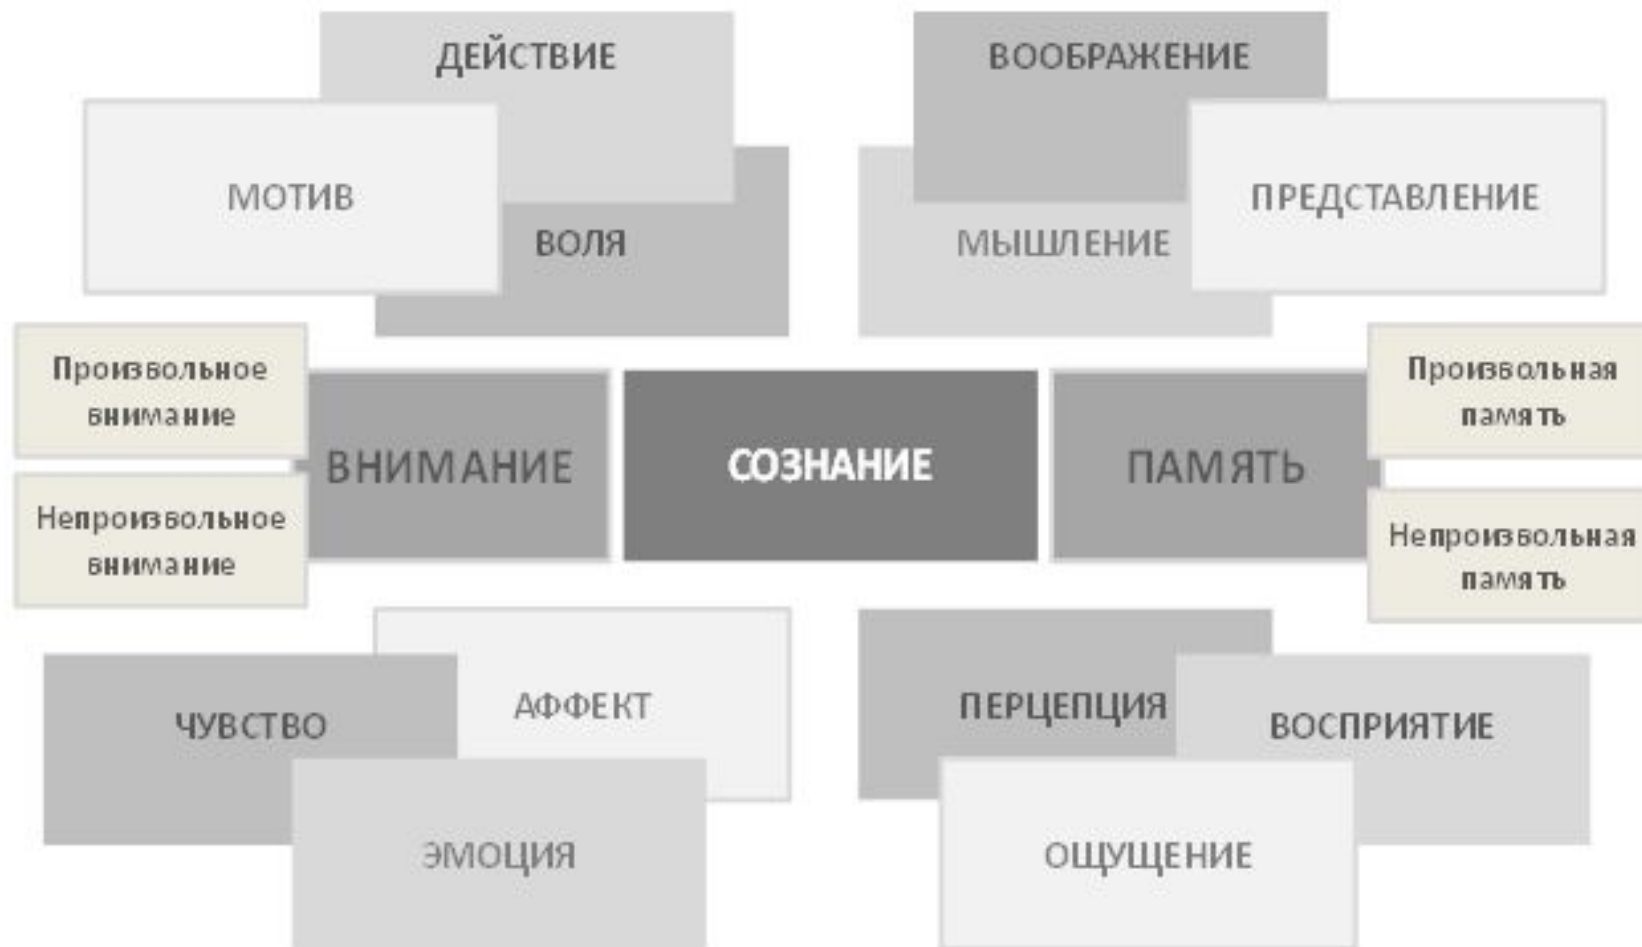 ДЕЙСТВИЕ
ВООБРАЖЕНИЕ
МОТИВ
ПРЕДСТАВЛЕНИЕ
ВОЛЯ
МЫШЛЕНИЕ
Произвольное
внимание
Непроизвольное
внимание
ВНИМАНИЕ
СОЗНАНИЕ
ПАМЯТЬ
Произвольная
память
Непроизвольная
память
ЧУВСТВО
АФФЕКТ
ЭМОЦИЯ
ПЕРЦЕПЦИЯ
ВОСПРИЯТИЕ
ОЩУЩЕНИЕ